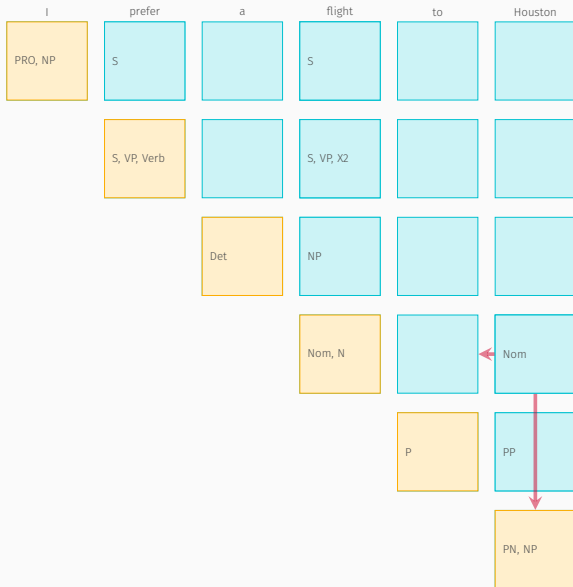 I prefer a flight to Houston
PRO, NP S S
S, VP, Verb S, VP, X2
Det NP
Nom, N Nom
P PP
PN, NP